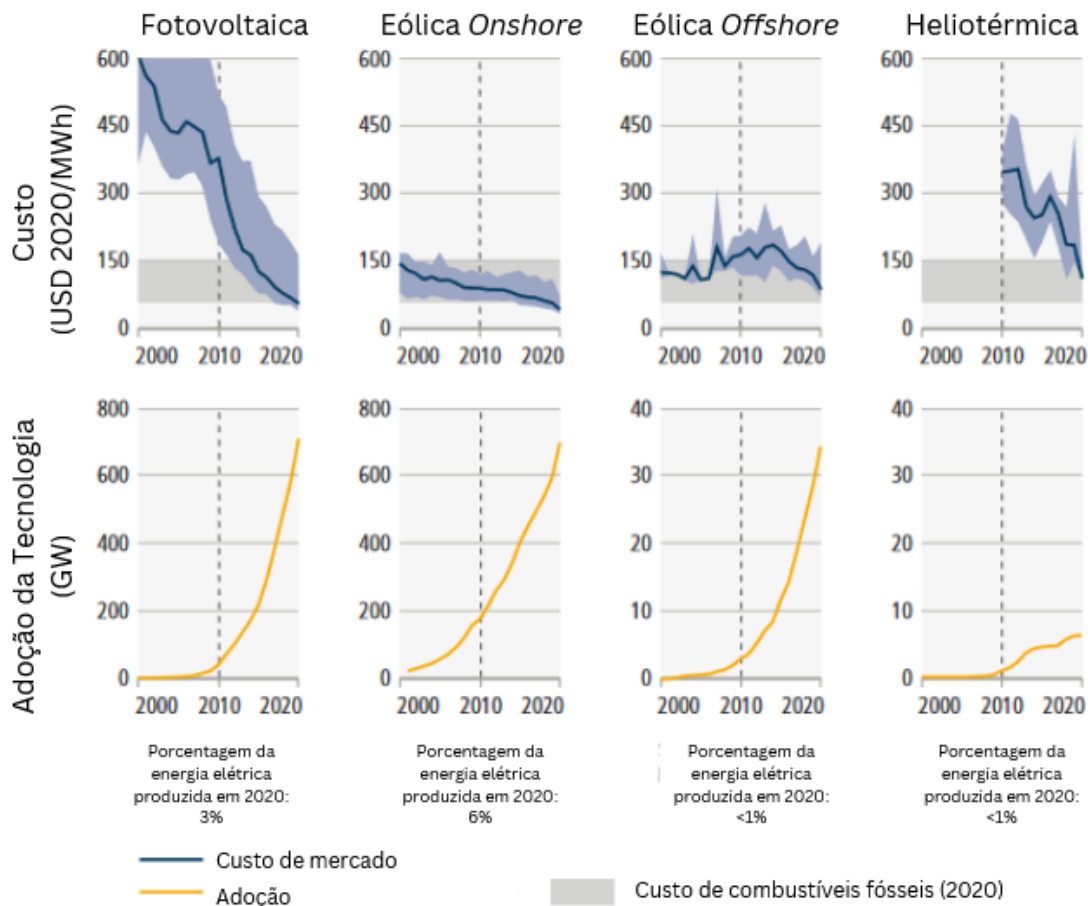 Fotovoltaica
Eólica Onshore
Eólica Offshore
Heliotérmica
Custo
(USD 2020/MWh)
600
450
300
150
0
2000 2010 2020
600
450
300
150
0
2000 2010 2020
600
450
300
150
0
2000 2010 2020
600
450
300
150
0
2000 2010 2020
Adoção da Tecnologia
(GW)
800
600
400
200
0
2000 2010 2020
800
600
400
200
0
2000 2010 2020
40
30
20
10
0
2000 2010 2020
40
30
20
10
0
2000 2010 2020
Porcentagem da
energia elétrica
produzida em 2020:
3%
Porcentagem da
energia elétrica
produzida em 2020:
6%
Porcentagem da
energia elétrica
produzida em 2020:
<1%
Porcentagem da
energia elétrica
produzida em 2020:
<1%
Custo de mercado
Adoção
Custo de combustíveis fósseis (2020)